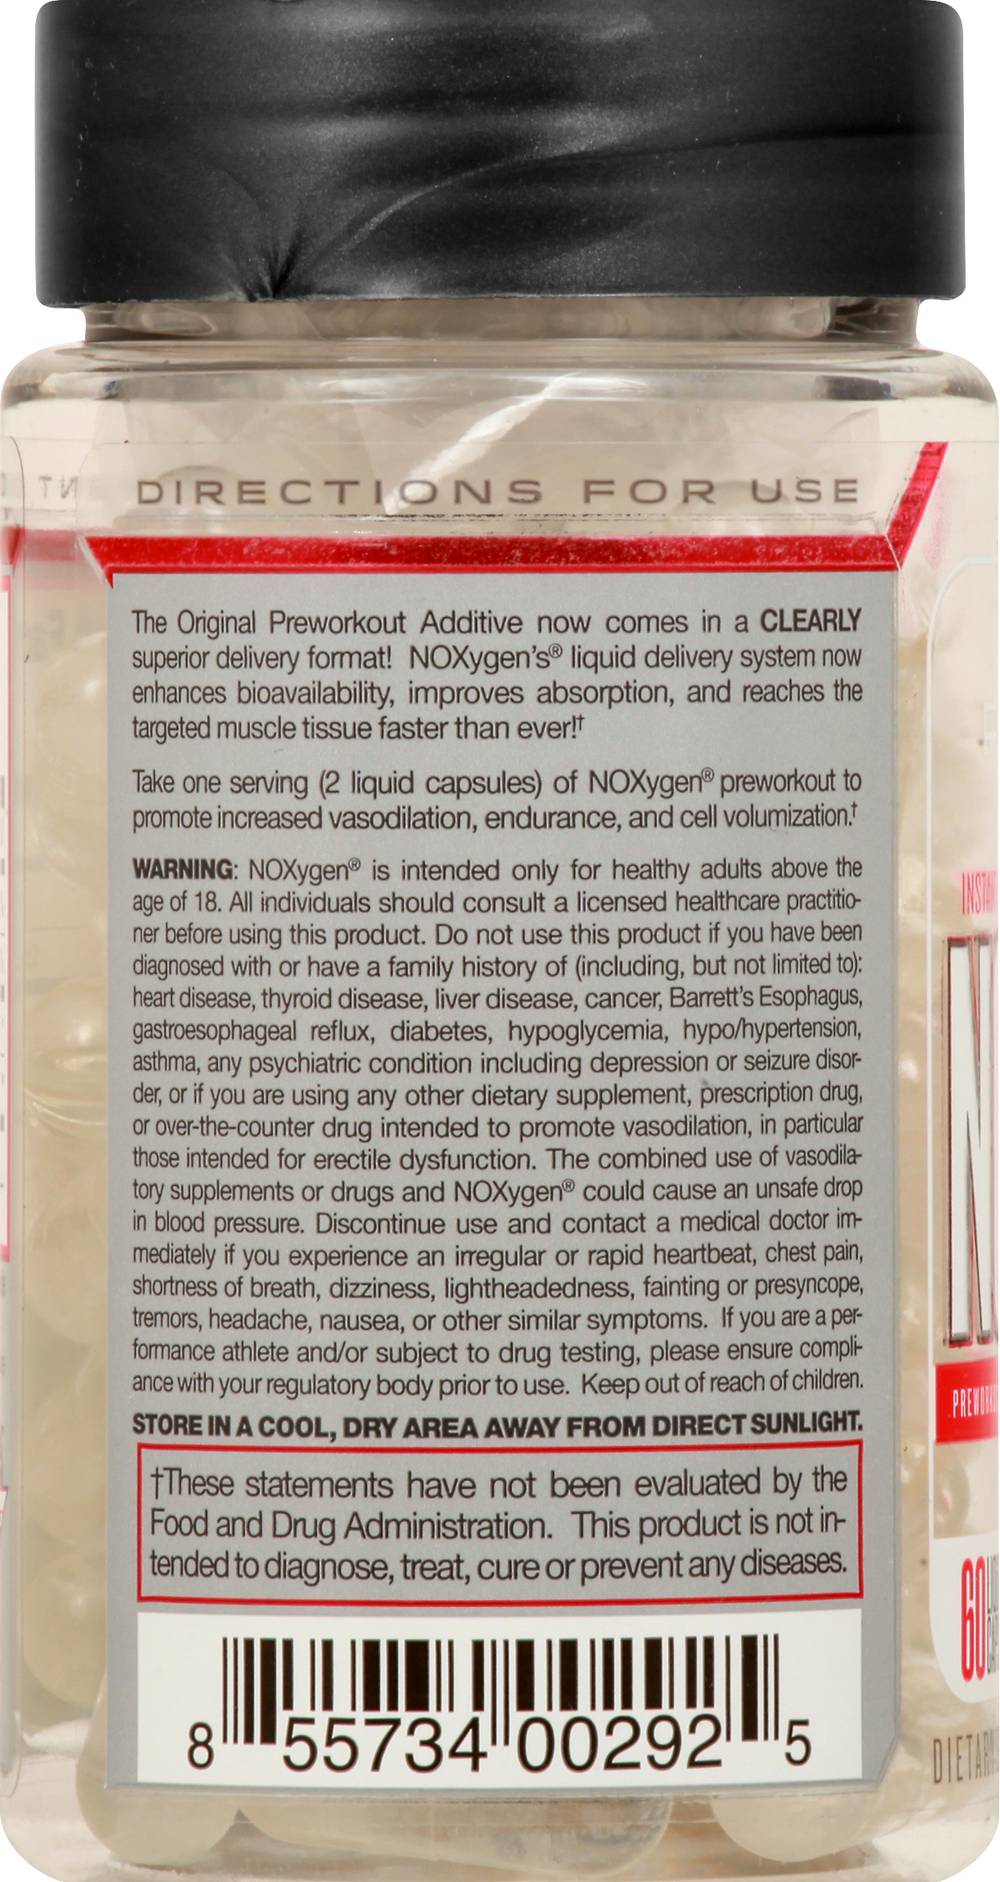 DIRECTIONS FOR USE
The Original Preworkout Additive now comes in a CLEARLY
superior delivery format! NOXygen's® liquid delivery system now
enhances bioavailability, improves absorption, and reaches the
targeted muscle tissue faster than ever!†
Take one serving (2 liquid capsules) of NOXygen® preworkout to
promote increased vasodilation, endurance, and cell volumization.†
WARNING: NOXygen® is intended only for healthy adults above the
age of 18. All individuals should consult a licensed healthcare practitio-
ner before using this product. Do not use this product if you have been
diagnosed with or have a family history of (including, but not limited to):
heart disease, thyroid disease, liver disease, cancer, Barrett's Esophagus,
gastroesophageal reflux, diabetes, hypoglycemia, hypo/hypertension,
asthma, any psychiatric condition including depression or seizure disor-
der, or if you are using any other dietary supplement, prescription drug,
or over-the-counter drug intended to promote vasodilation, in particular
those intended for erectile dysfunction. The combined use of vasodila-
tory supplements or drugs and NOXygen® could cause an unsafe drop
in blood pressure. Discontinue use and contact a medical doctor im-
mediately if you experience an irregular or rapid heartbeat, chest pain,
shortness of breath, dizziness, lightheadedness, fainting or presyncope,
tremors, headache, nausea, or other similar symptoms. If you are a per-
formance athlete and/or subject to drug testing, please ensure compli-
ance with your regulatory body prior to use. Keep out of reach of children.
STORE IN A COOL, DRY AREA AWAY FROM DIRECT SUNLIGHT.
†These statements have not been evaluated by the
Food and Drug Administration. This product is not in-
tended to diagnose, treat, cure or prevent any diseases.
8 55734 00292 5
60